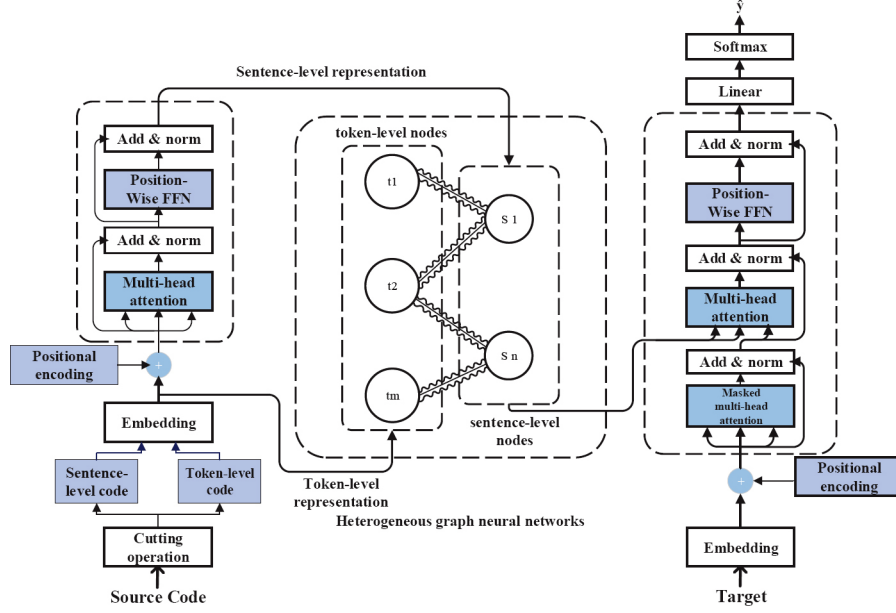 ŷ
Softmax
Linear
Sentence-level representation
Add & norm
Position-
Wise FFN
Add & norm
Multi-head
attention
Positional
encoding
+
Embedding
Sentence-
level code
Token-level
code
Cutting
operation
Source Code
token-level nodes
t1
t2
tm
S 1
S n
sentence-level
nodes
Token-level
representation
Heterogeneous graph neural networks
Add & norm
Position-
Wise FFN
Add & norm
Multi-head
attention
Add & norm
Masked
multi-head
attention
+
Positional
encoding
Embedding
Target